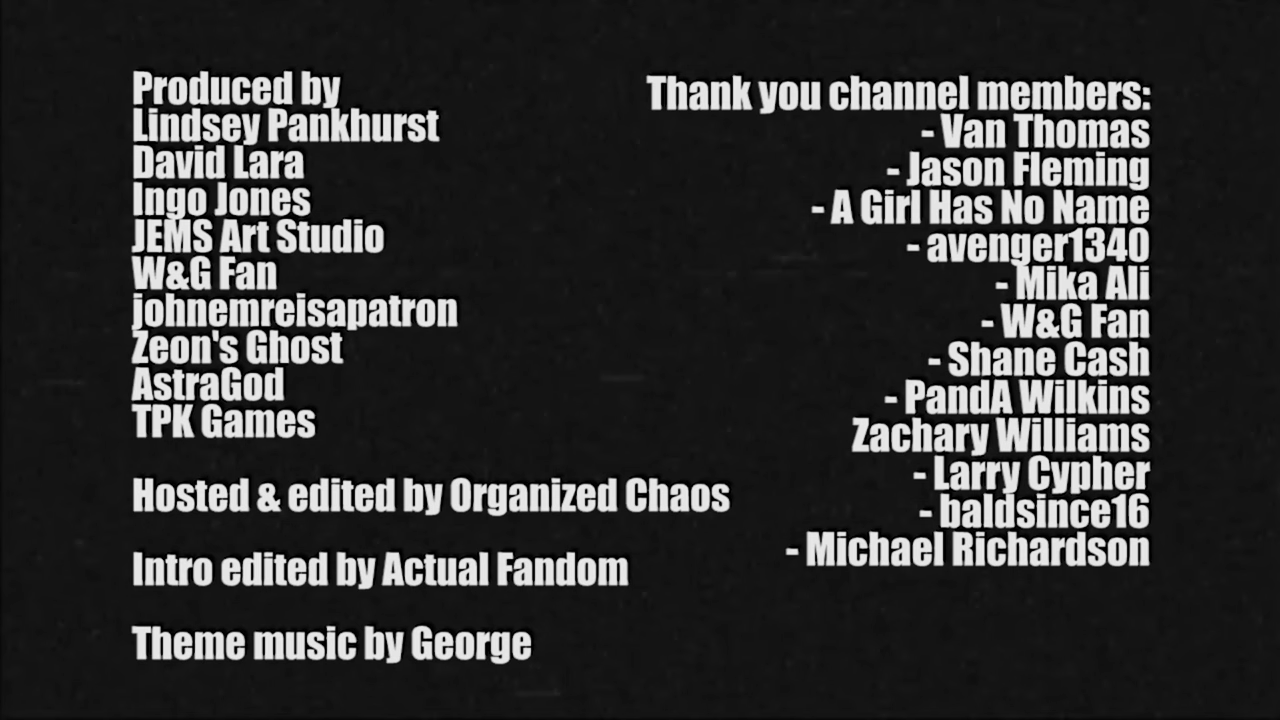 Produced by
Lindsey Pankhurst
David Lara
Ingo Jones
JEMS Art Studio
W&G Fan
johnemreisapatron
Zeon's Ghost
AstraGod
TPK Games
Hosted & edited by Organized Chaos
Intro edited by Actual Fandom
Theme music by George
Thank you channel members:
- Van Thomas
- Jason Fleming
- A Girl Has No Name
- avenger1340
- Mika Ali
- W&G Fan
- Shane Cash
- PandA Wilkins
Zachary Williams
- Larry Cypher
- baldsince16
- Michael Richardson